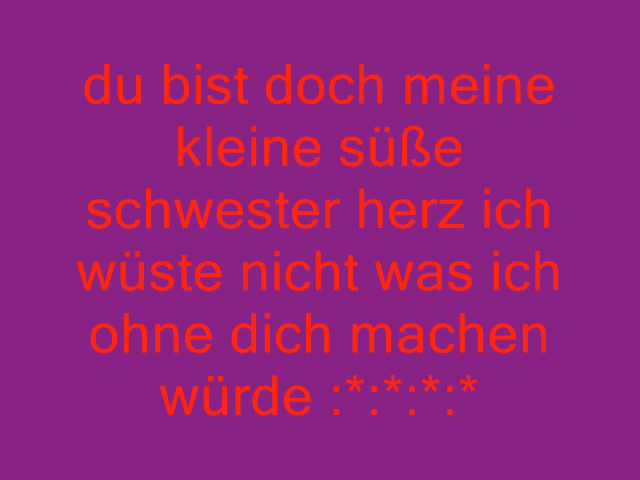 du bist doch meine
kleine süße
schwester herz ich
wüste nicht was ich
ohne dich machen
würde :*:*:*:*